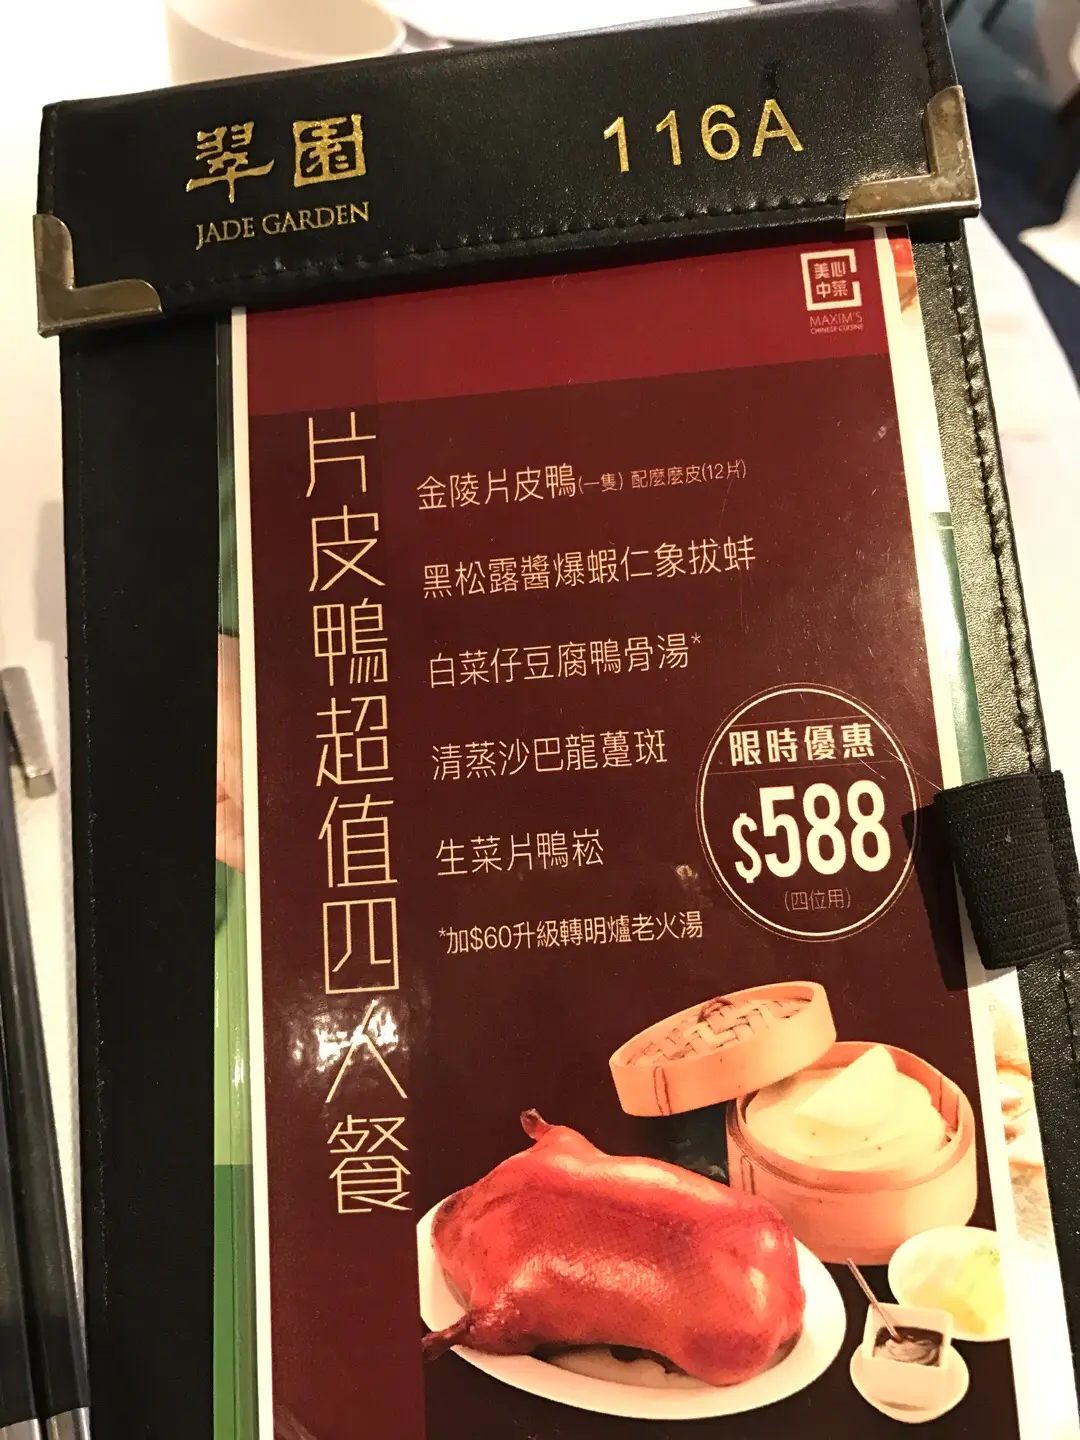 翠園
JADE GARDEN
116A
美心
中菜
MAXIM'S
CHINESE CUISINE
片皮鴨超值四人餐
金陵片皮鴨(一隻) 配麼麼皮(12片)
黑松露醬爆蝦仁象拔蚌
白菜仔豆腐鴨骨湯*
清蒸沙巴龍躉斑
生菜片鴨崧
*加$60升級轉明爐老火湯
限時優惠
$588
(四位用)